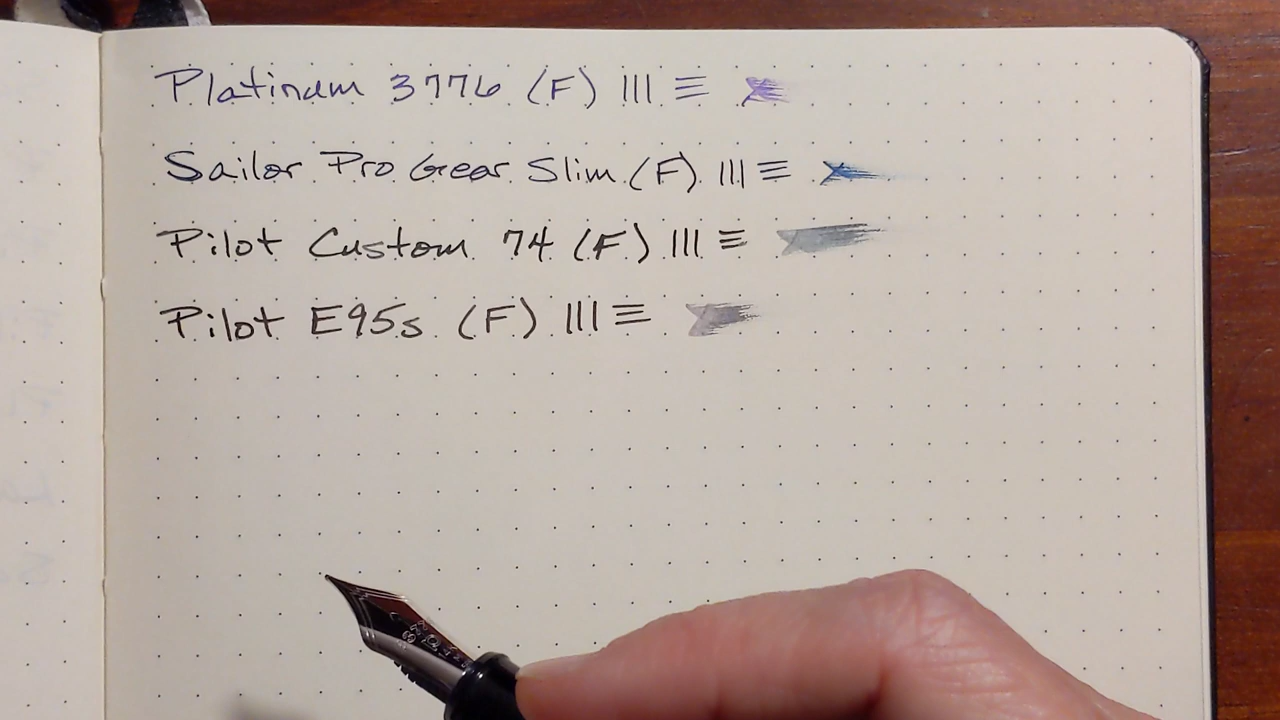 Platinum 3776 (F)
Sailor Pro Gear Slim (F)
Pilot Custom 74 (F)
Pilot E95s (F)